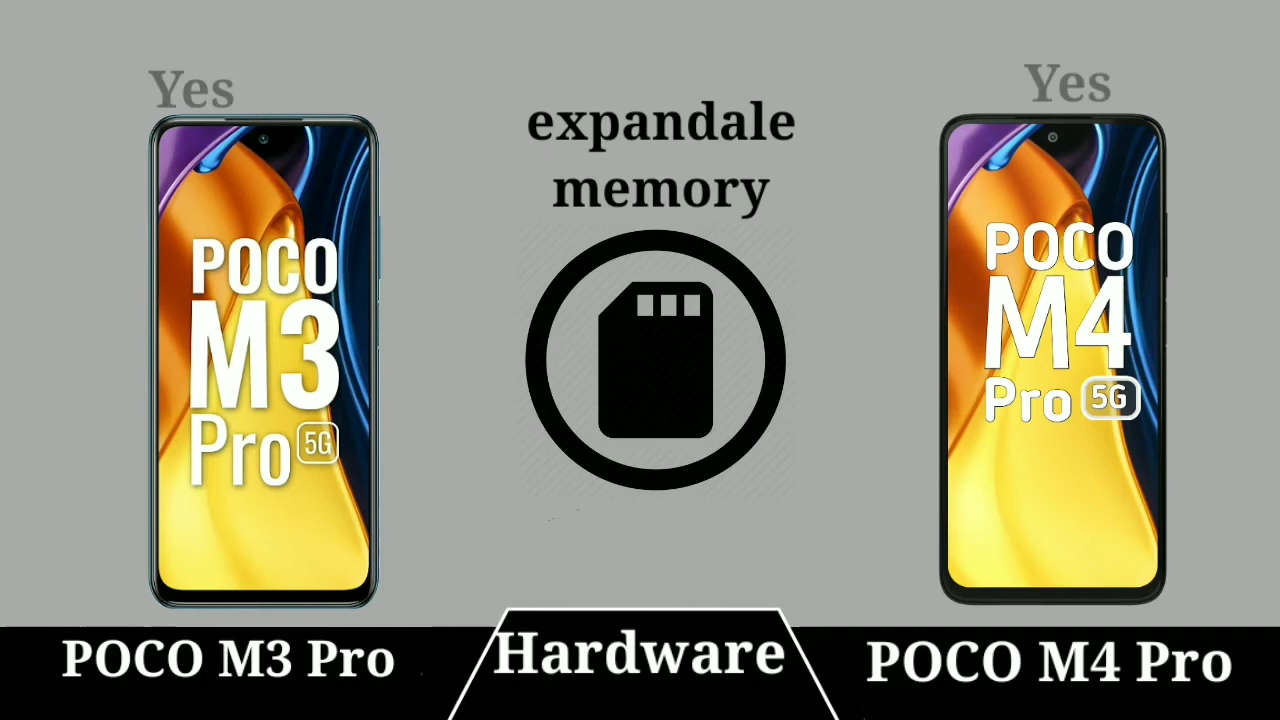 Yes
Yes
expandale
memory
POCO
M3
Pro 5G
POCO
M4
Pro 5G
POCO M3 Pro
Hardware
POCO M4 Pro